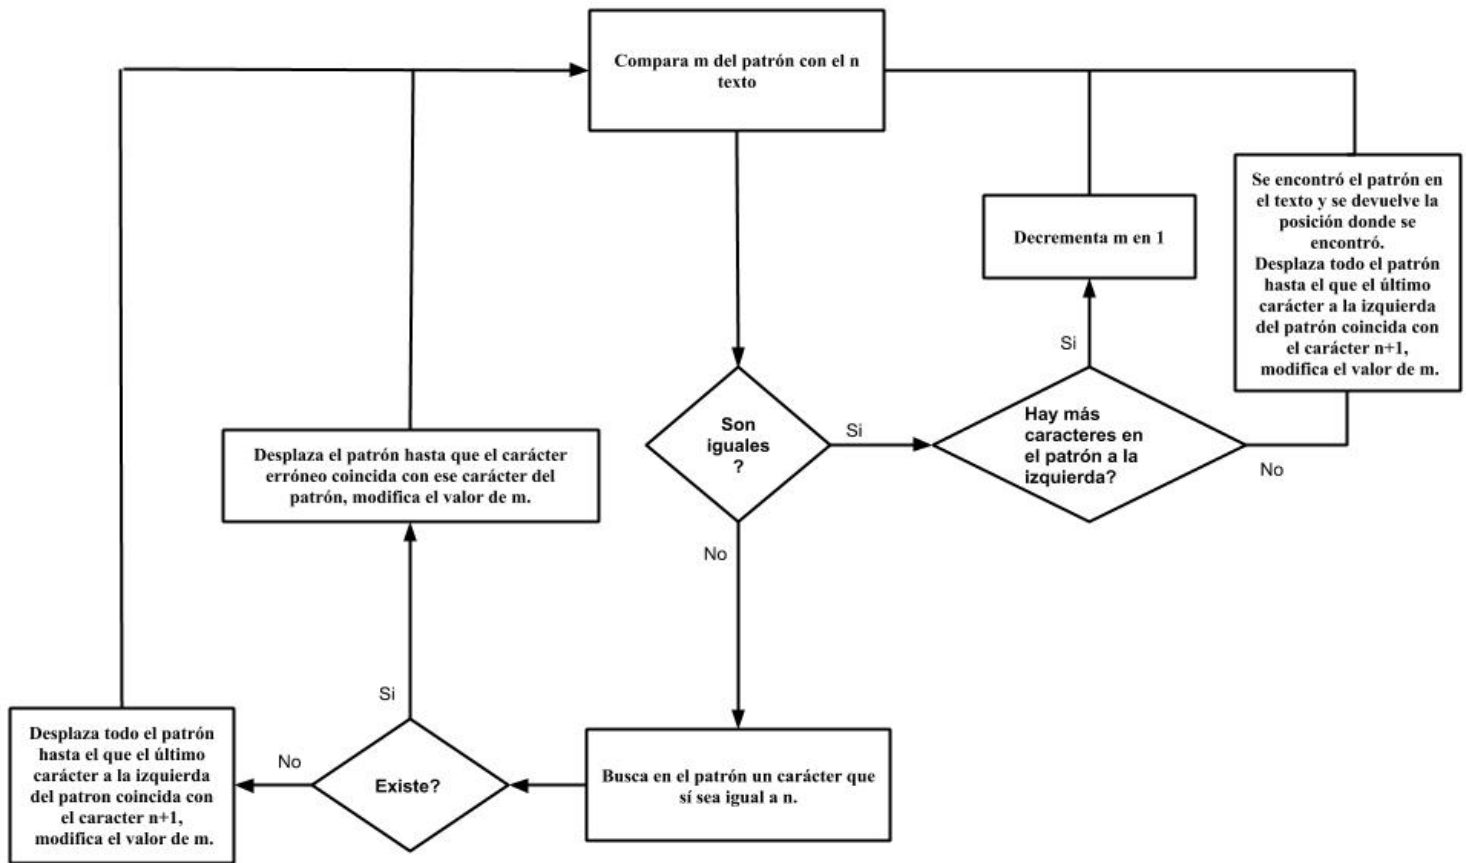 Compara m del patrón con el n
texto
Se encontró el patrón en
el texto y se devuelve la
posición donde se
encontró.
Desplaza todo el patrón
hasta el que el último
carácter a la izquierda
del patrón coincida con
el carácter n+1,
modifica el valor de m.
Decrementa m en 1
Si
Son
iguales
?
Si
Hay más
caracteres en
el patrón a la
izquierda?
No
Desplaza el patrón hasta que el carácter
erróneo coincida con ese carácter del
patrón, modifica el valor de m.
No
Si
Desplaza todo el patrón
hasta el que el último
carácter a la izquierda
del patron coincida con
el caracter n+1,
modifica el valor de m.
No
Existe?
Busca en el patrón un carácter que
sí sea igual a n.